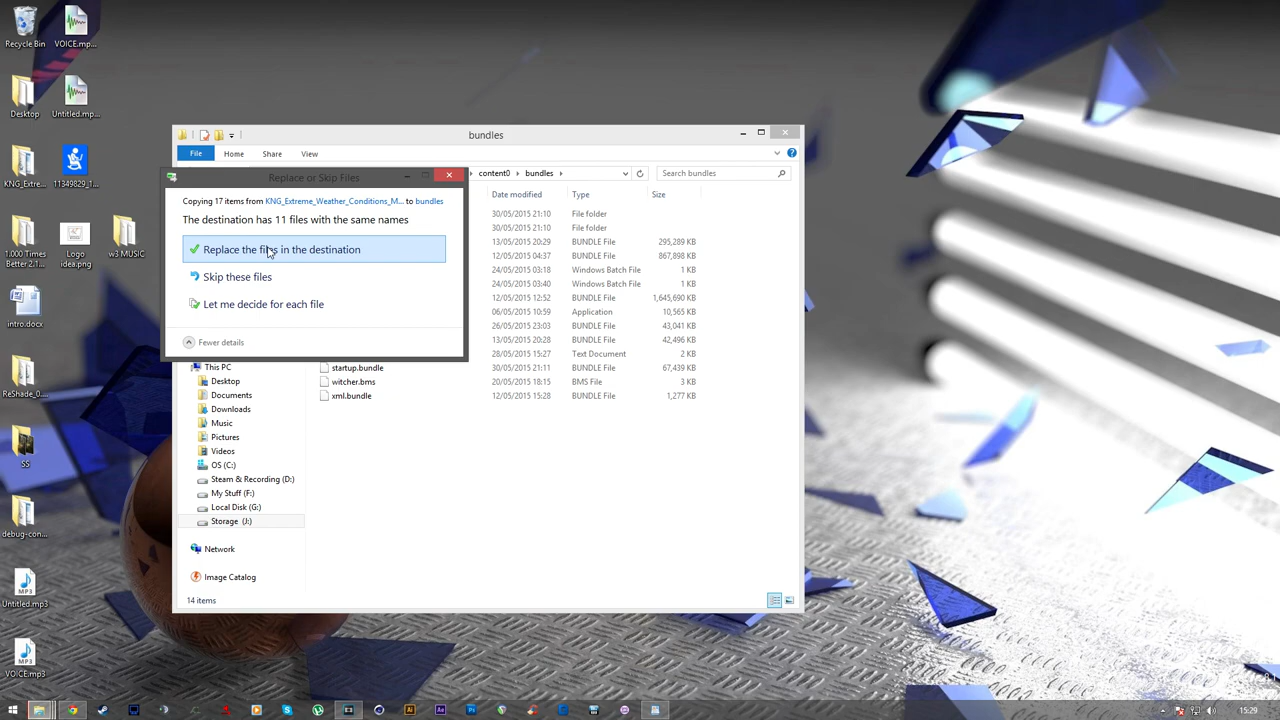 Recycle Bin
VOICE.mp...
Desktop
Untitled.mp...
KNG_Extre...
11349829_1...
1.000 Times
Better 2.1...
Logo
idea.png
w3 MUSIC
intro.docx
ReShade_0...
SS
debug-con...
Untitled.mp3
VOICE.mp3
bundles
File
Home
Share
View
content0
bundles
Search bundles
Date modified
Type
Size
30/05/2015 21:10 File folder
30/05/2015 21:10 File folder
13/05/2015 20:29 BUNDLE File 295,289 KB
12/05/2015 04:37 BUNDLE File 867,898 KB
24/05/2015 03:18 Windows Batch File 1 KB
24/05/2015 03:40 Windows Batch File 1 KB
12/05/2015 12:52 BUNDLE File 1,645,690 KB
06/05/2015 10:59 Application 10,565 KB
26/05/2015 23:03 BUNDLE File 43,041 KB
13/05/2015 20:28 BUNDLE File 42,496 KB
28/05/2015 15:27 Text Document 2 KB
startup.bundle 30/05/2015 21:11 BUNDLE File 67,439 KB
witcher.bms 20/05/2015 18:15 BMS File 3 KB
xml.bundle 12/05/2015 15:28 BUNDLE File 1,277 KB
Replace or Skip Files
Copying 17 items from KNG_Extreme_Weather_Conditions_M... to bundles
The destination has 11 files with the same names
Replace the files in the destination
Skip these files
Let me decide for each file
Fewer details
This PC
Desktop
Documents
Downloads
Music
Pictures
Videos
OS (C:)
Steam & Recording (D:)
My Stuff (F:)
Local Disk (G:)
Storage (J:)
Network
Image Catalog
14 items
15:29